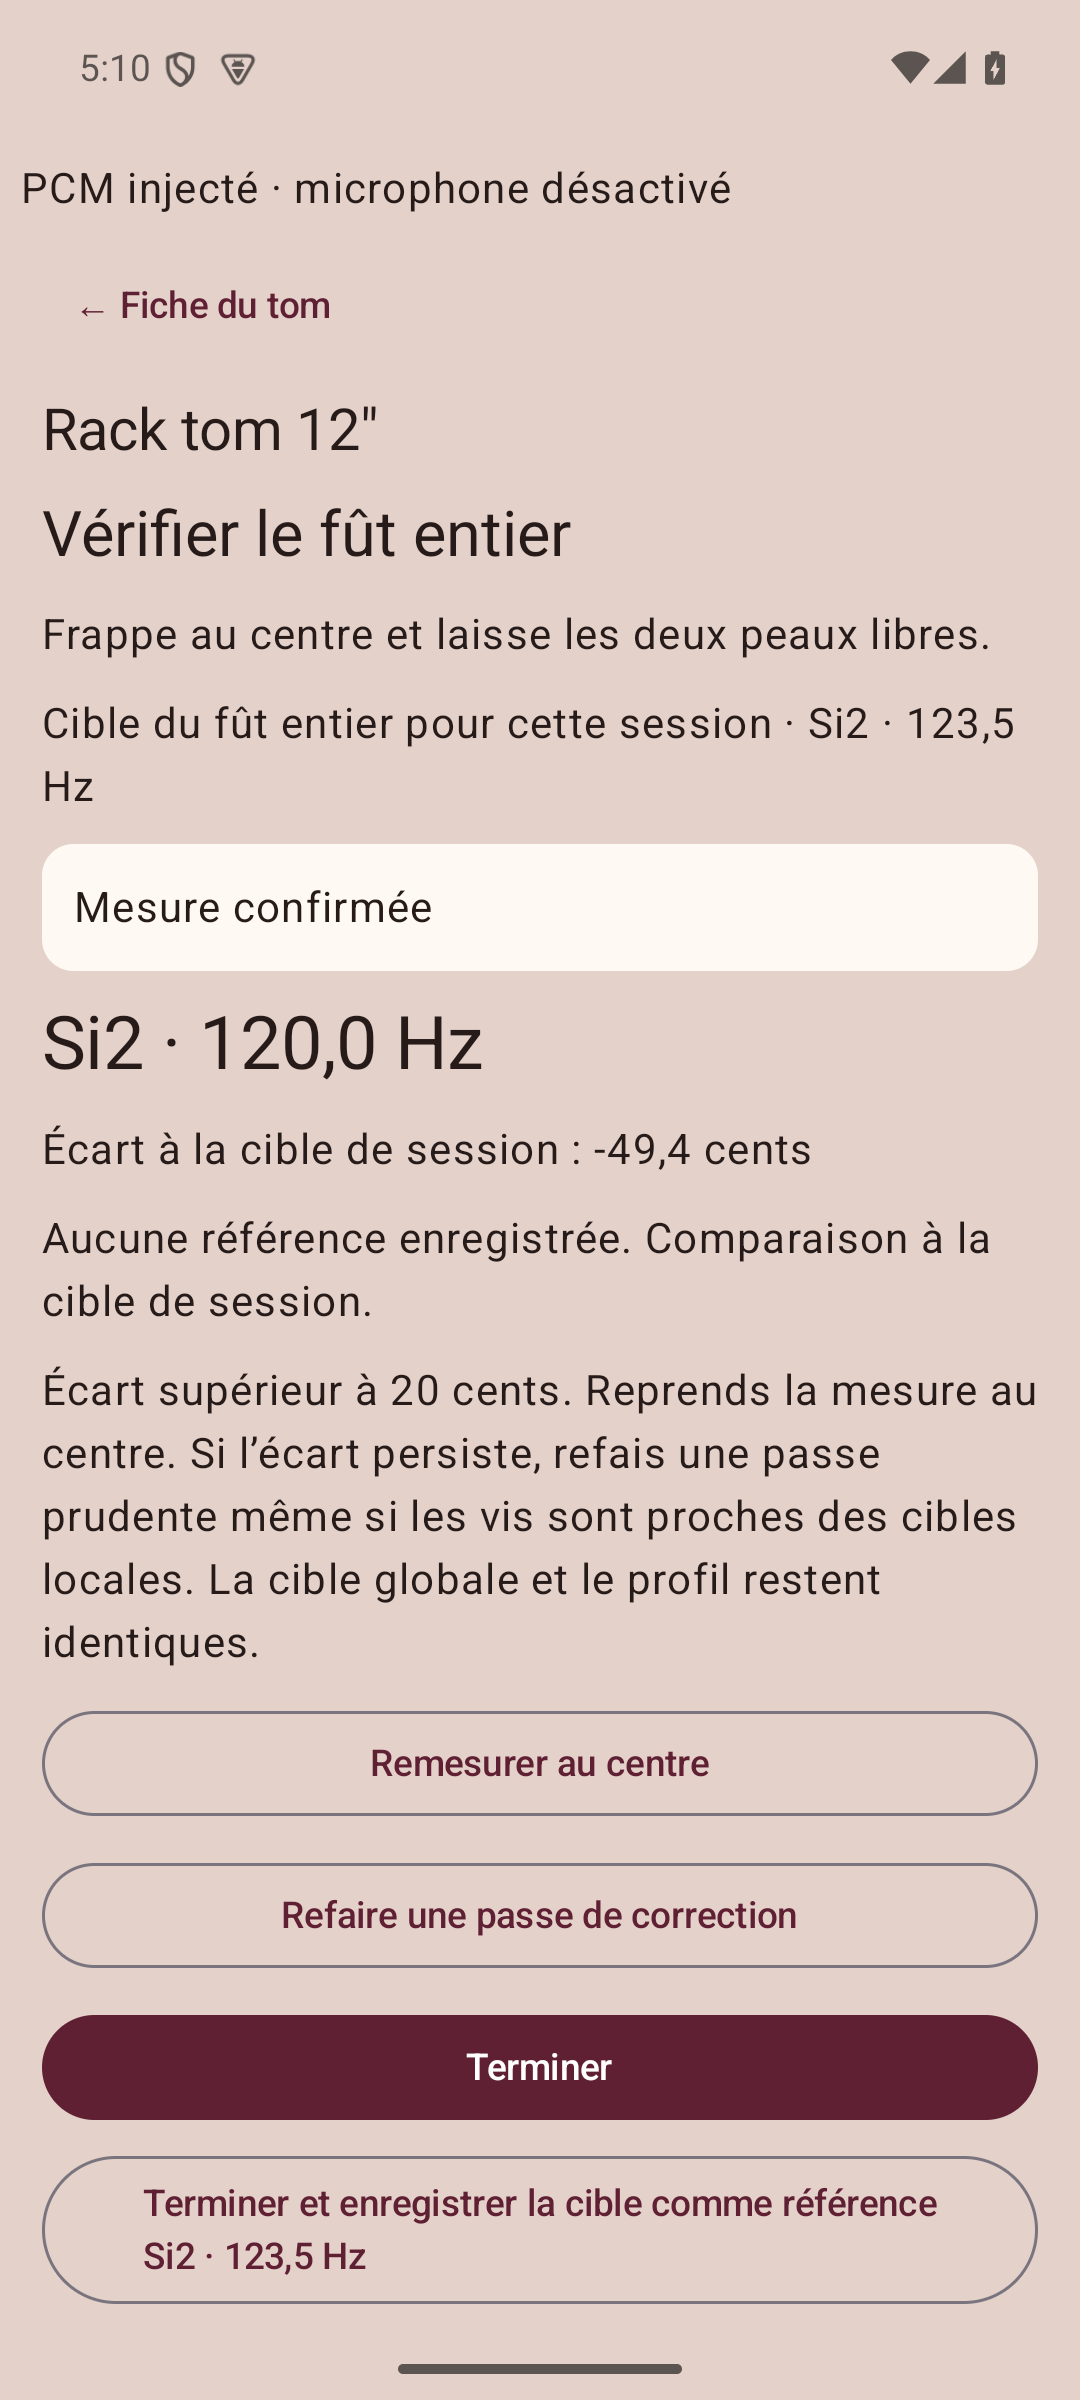 5:10
PCM injecté · microphone désactivé
← Fiche du tom
Rack tom 12"
Vérifier le fût entier
Frappe au centre et laisse les deux peaux libres.
Cible du fût entier pour cette session · Si2 · 123,5
Hz
Mesure confirmée
Si2 · 120,0 Hz
Écart à la cible de session : -49,4 cents
Aucune référence enregistrée. Comparaison à la
cible de session.
Écart supérieur à 20 cents. Reprends la mesure au
centre. Si l’écart persiste, refais une passe
prudente même si les vis sont proches des cibles
locales. La cible globale et le profil restent
identiques.
Remesurer au centre
Refaire une passe de correction
Terminer
Terminer et enregistrer la cible comme référence
Si2 · 123,5 Hz